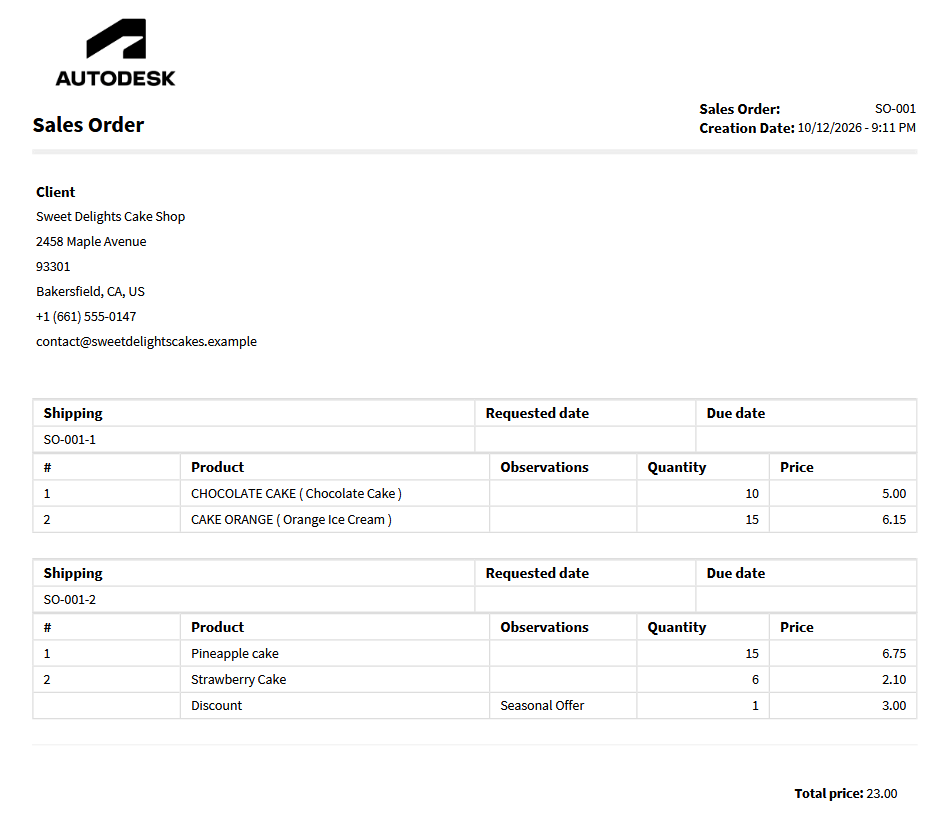 AUTODESK
Sales Order
Sales Order: SO-001
Creation Date: 10/12/2026 - 9:11 PM
Client
Sweet Delights Cake Shop
2458 Maple Avenue
93301
Bakersfield, CA, US
+1 (661) 555-0147
contact@sweetdelightscakes.example
Shipping Requested date Due date
SO-001-1
# Product Observations Quantity Price
1 CHOCOLATE CAKE ( Chocolate Cake ) 10 5.00
2 CAKE ORANGE ( Orange Ice Cream ) 15 6.15
Shipping Requested date Due date
SO-001-2
# Product Observations Quantity Price
1 Pineapple cake 15 6.75
2 Strawberry Cake 6 2.10
Discount Seasonal Offer 1 3.00
Total price: 23.00